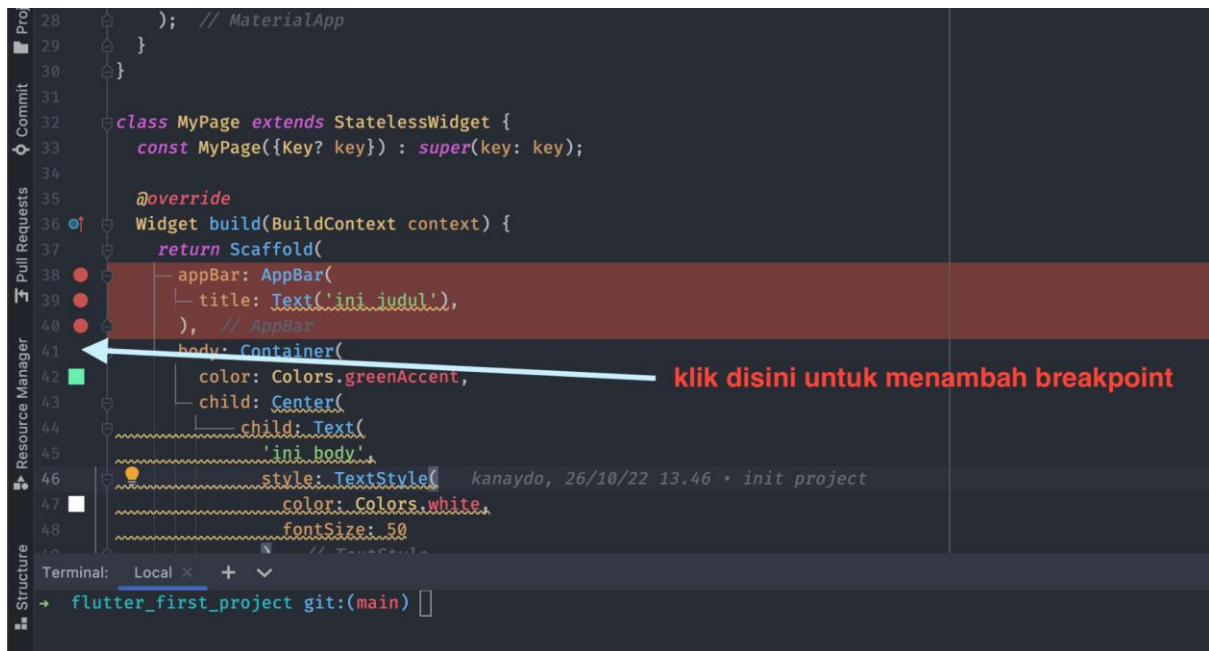 Proj
Commit
Pull Requests
Resource Manager
Structure
28 ); // MaterialApp
29 }
30 }
31
32 class MyPage extends StatelessWidget {
33 const MyPage({Key? key}) : super(key: key);
34
35 @override
36 Widget build(BuildContext context) {
37 return Scaffold(
38 appBar: AppBar(
39 title: Text('ini judul'),
40 ), // AppBar
41 body: Container(
42 color: Colors.greenAccent,
klik disini untuk menambah breakpoint
43 child: Center(
44 child: Text(
45 'ini body',
46 style: TextStyle( kanaydo, 26/10/22 13.46 • init project
47 color: Colors.white,
48 fontSize: 50
49 ) // TextStyle
Terminal: Local × +
→ flutter_first_project git:(main)